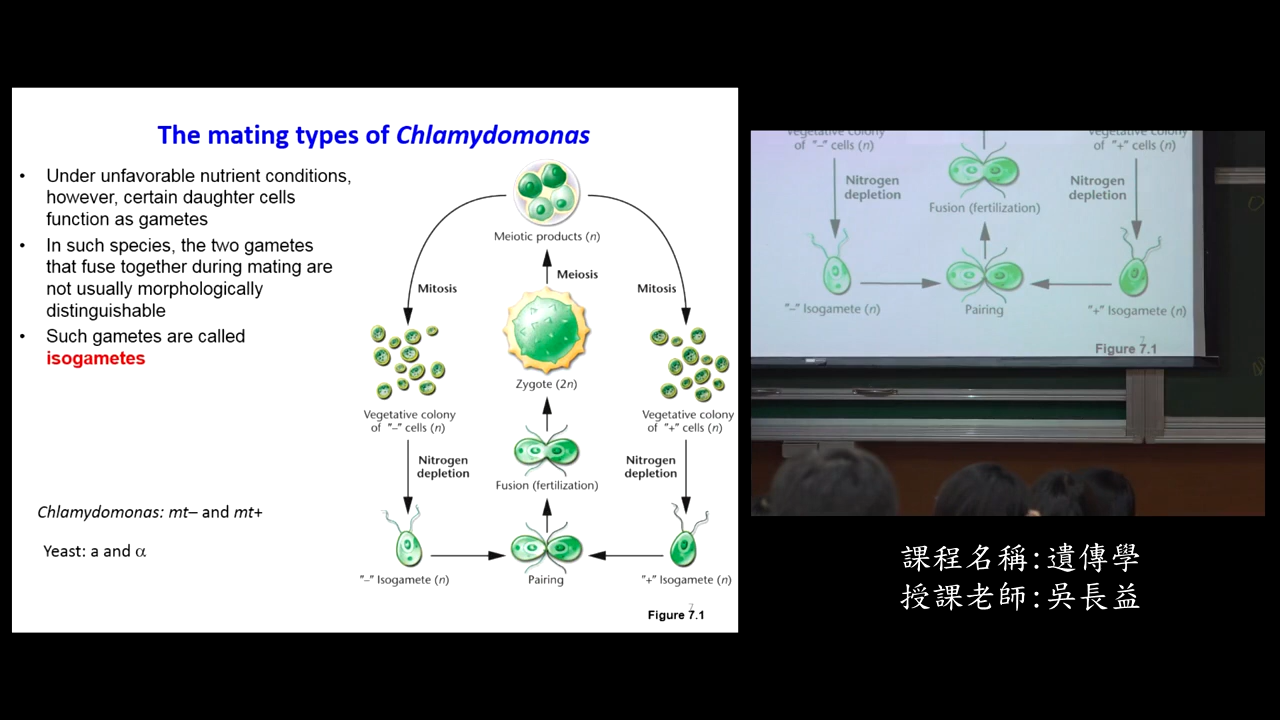 The mating types of Chlamydomonas
• Under unfavorable nutrient conditions,
however, certain daughter cells
function as gametes
• In such species, the two gametes
that fuse together during mating are
not usually morphologically
distinguishable
• Such gametes are called
isogametes
Chlamydomonas: mt– and mt+
Yeast: a and α
Meiotic products (n)
Meiosis
Mitosis
Mitosis
Zygote (2n)
Vegetative colony
of "–" cells (n)
Vegetative colony
of "+" cells (n)
Nitrogen
depletion
Fusion (fertilization)
Nitrogen
depletion
"–" Isogamete (n)
Pairing
"+" Isogamete (n)
7
Figure 7.1
Vegetative colony
of "–" cells (n)
Vegetative colony
of "+" cells (n)
Nitrogen
depletion
Fusion (fertilization)
Nitrogen
depletion
"–" Isogamete (n)
Pairing
"+" Isogamete (n)
7
Figure 7.1
課程名稱:遺傳學
授課老師:吳長益